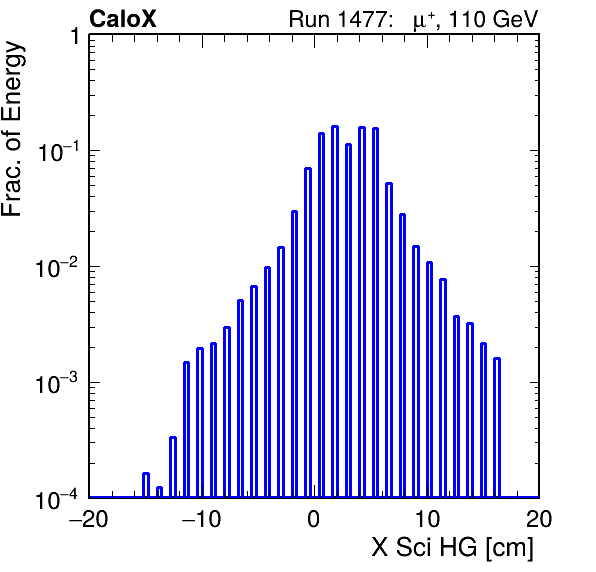 CaloX Run 1477: μ⁺, 110 GeV
Frac. of Energy
1
10⁻¹
10⁻²
10⁻³
10⁻⁴
−20 −10 0 10 20
X Sci HG [cm]